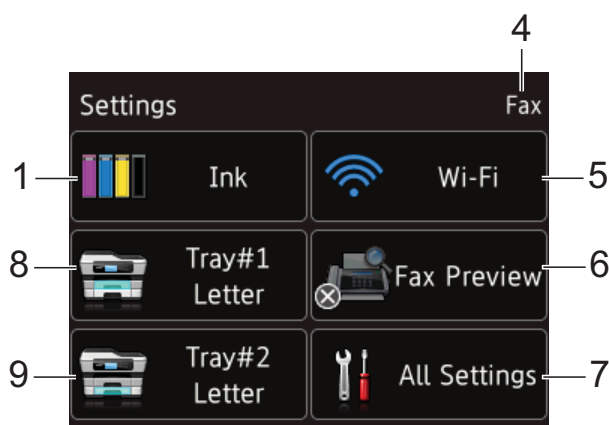 4
Settings
Fax
1
Ink
Wi-Fi
5
8
Tray#1
Letter
Fax Preview
6
9
Tray#2
Letter
All Settings
7